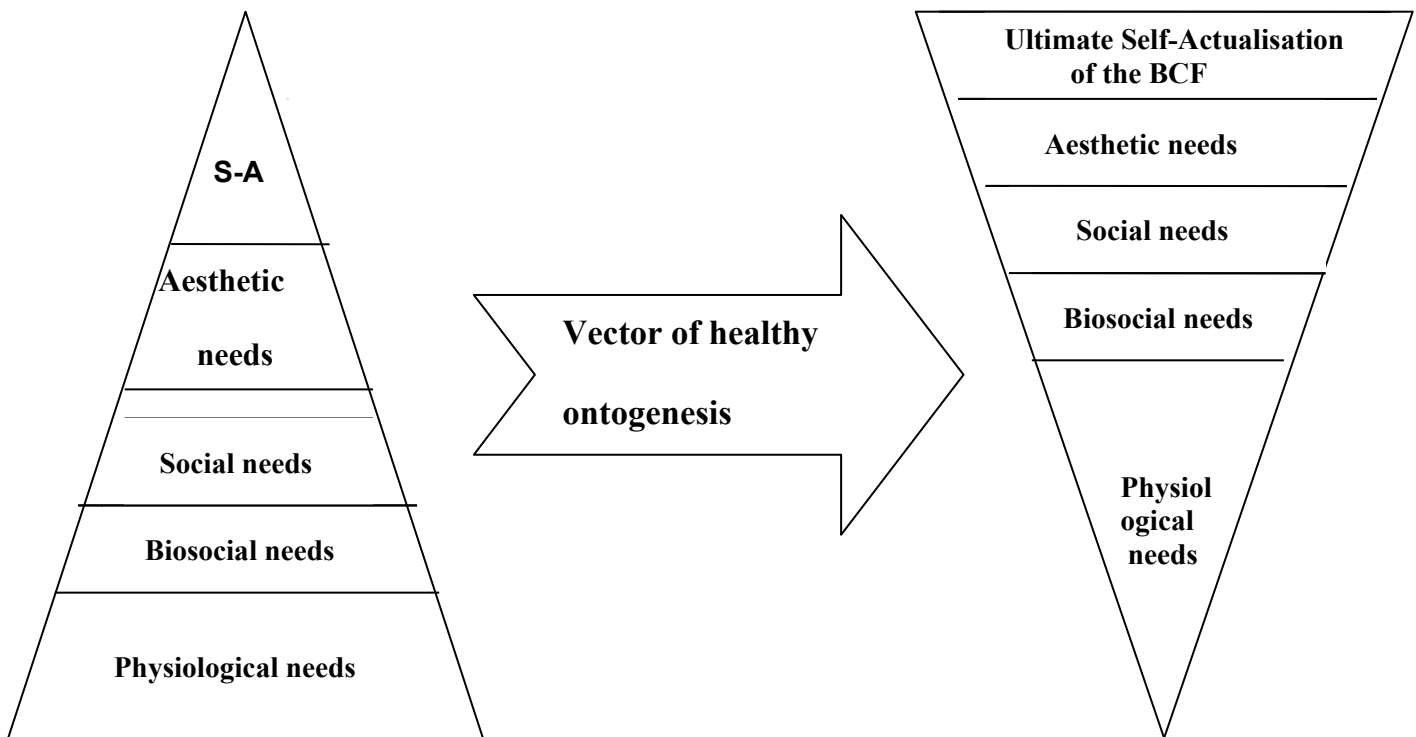 S-A
Aesthetic
needs
Social needs
Biosocial needs
Physiological needs
Vector of healthy
ontogenesis
Ultimate Self-Actualisation
of the BCF
Aesthetic needs
Social needs
Biosocial needs
Physiol
ogical
needs